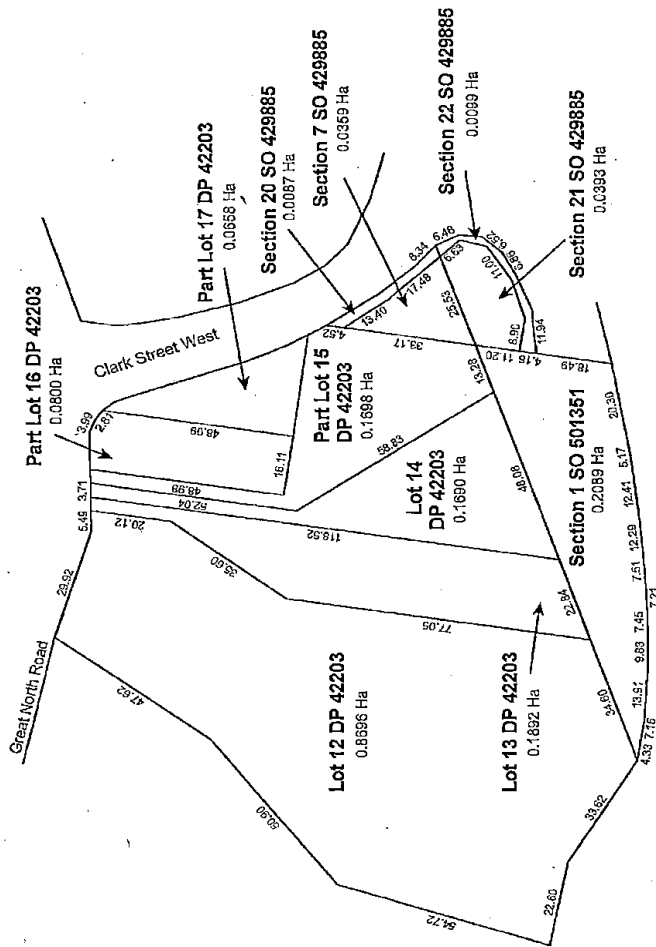 Great North Road
Clark Street West
Part Lot 16 DP 42203
0.0800 Ha
Part Lot 17 DP 42203
0.0658 Ha
Section 20 SO 429885
0.0087 Ha
Section 7 SO 429885
0.0359 Ha
Section 22 SO 429885
0.0099 Ha
Section 21 SO 429885
0.0393 Ha
Part Lot 15
DP 42203
0.1698 Ha
Lot 14
DP 42203
0.1690 Ha
Section 1 SO 501351
0.2089 Ha
Lot 12 DP 42203
0.8696 Ha
Lot 13 DP 42203
0.1892 Ha
29.92
5.49
3.71
3.99
2.61
48.99
48.99
16.11
52.04
20.12
118.52
35.60
77.05
58.83
47.62
60.90
54.72
22.60
33.62
4.33
7.16
13.91
9.63
7.45
7.21
7.51
12.29
12.41
5.17
20.30
18.49
34.60
22.84
48.08
13.28
25.53
4.52
13.40
17.48
8.34
6.46
6.63
39.17
11.00
6.52
6.86
8.90
11.94
11.20
4.16